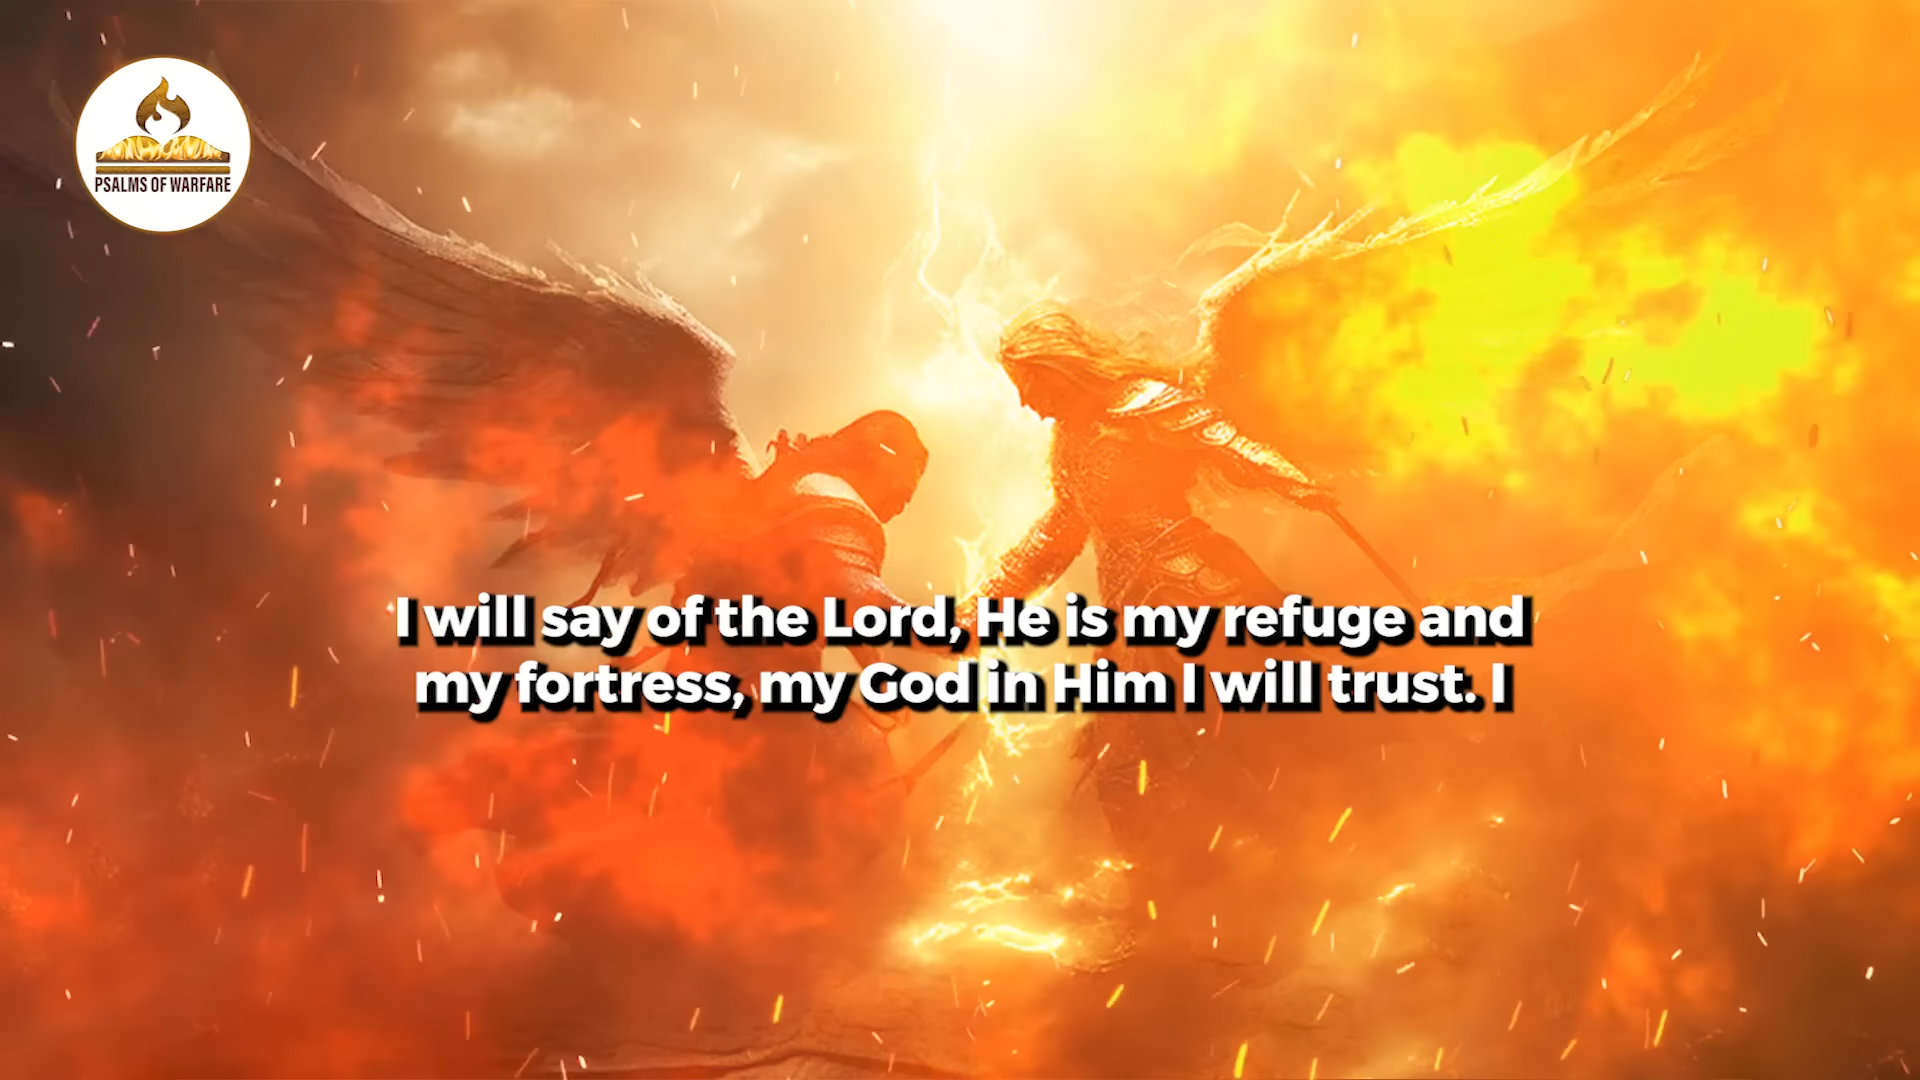 PSALMS OF WARFARE
I will say of the Lord, He is my refuge and
my fortress, my God in Him I will trust. I